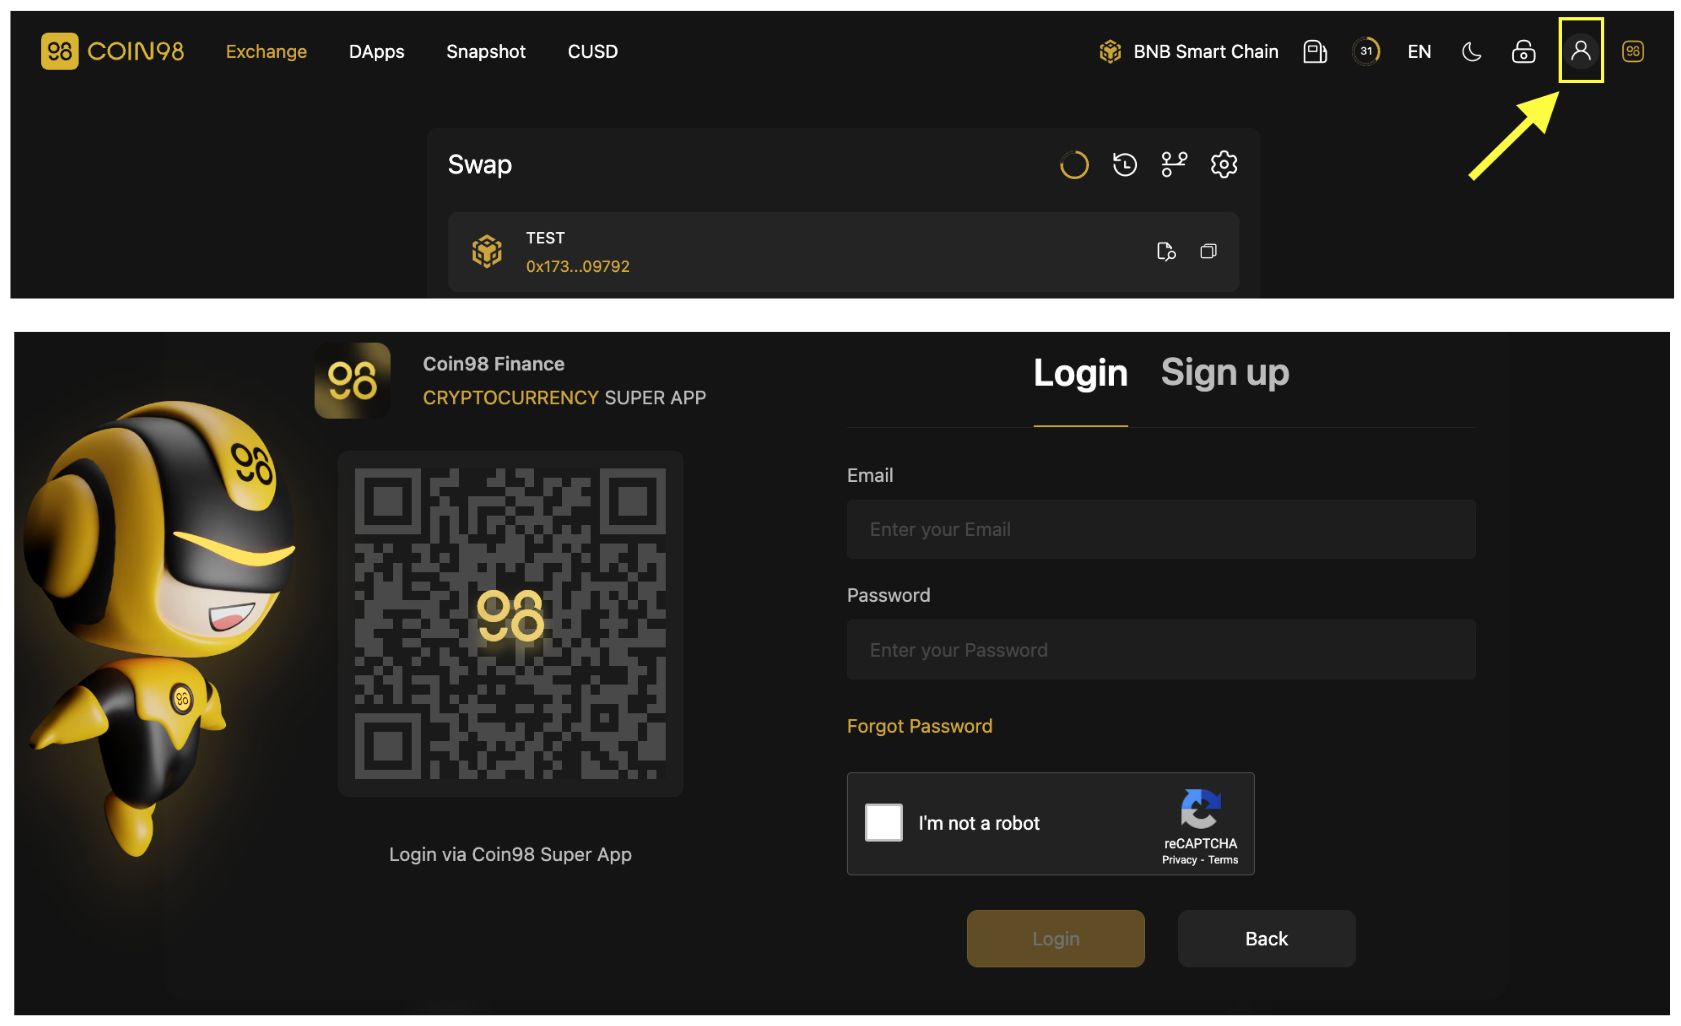 COIN98 Exchange DApps Snapshot CUSD BNB Smart Chain 31 EN 98
Swap
TEST
0x173...09792
98
Coin98 Finance
CRYPTOCURRENCY SUPER APP
Login Sign up
98
Email
Enter your Email
98
Password
Enter your Password
98
Forgot Password
I'm not a robot
reCAPTCHA
Privacy - Terms
Login via Coin98 Super App
Login Back